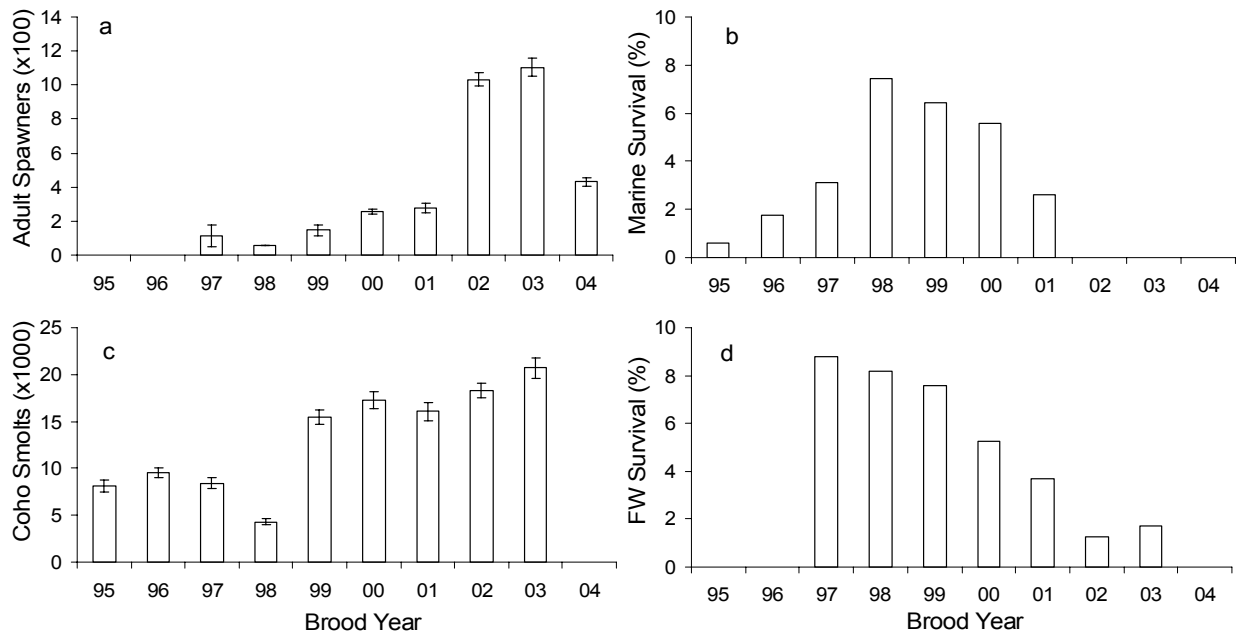 a
Adult Spawners (x100)
14
12
10
8
6
4
2
0
95 96 97 98 99 00 01 02 03 04
b
Marine Survival (%)
10
8
6
4
2
0
95 96 97 98 99 00 01 02 03 04
c
Coho Smolts (x1000)
25
20
15
10
5
0
95 96 97 98 99 00 01 02 03 04
Brood Year
d
FW Survival (%)
10
8
6
4
2
0
95 96 97 98 99 00 01 02 03 04
Brood Year